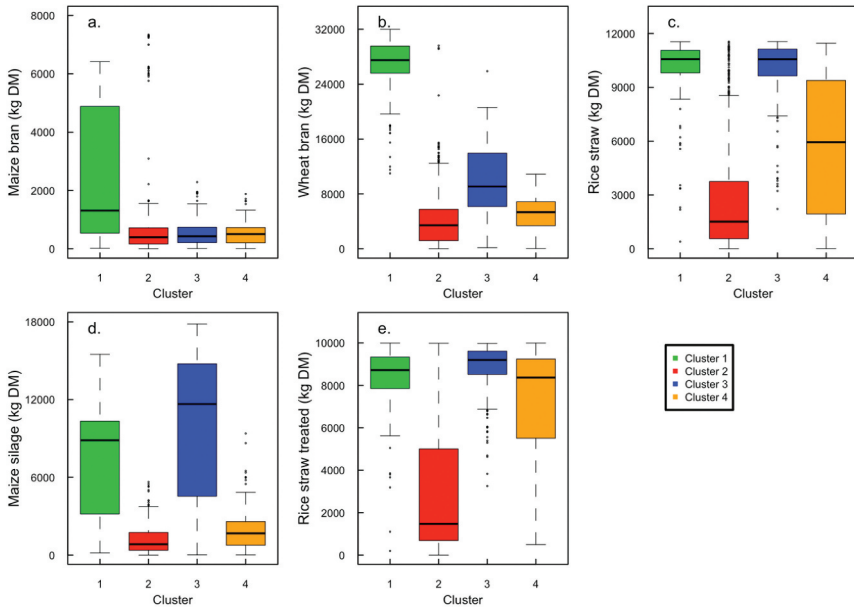 a.
Maize bran (kg DM)
8000
6000
4000
2000
0
1 2 3 4
Cluster
b.
Wheat bran (kg DM)
32000
24000
16000
8000
0
1 2 3 4
Cluster
c.
Rice straw (kg DM)
12000
9000
6000
3000
0
1 2 3 4
Cluster
d.
Maize silage (kg DM)
18000
12000
6000
0
1 2 3 4
Cluster
e.
Rice straw treated (kg DM)
10000
8000
6000
4000
2000
0
1 2 3 4
Cluster
Cluster 1
Cluster 2
Cluster 3
Cluster 4